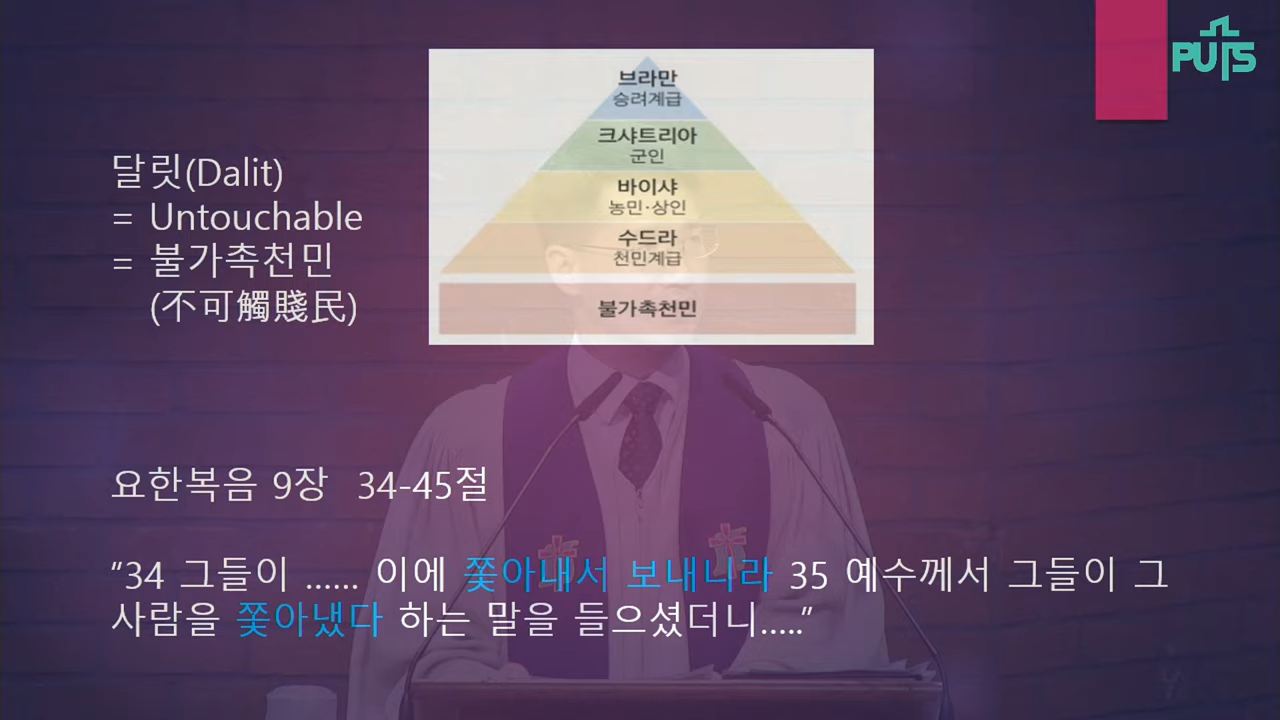 PUTS
브라만
승려계급
크샤트리아
군인
바이샤
농민·상인
수드라
천민계급
불가촉천민
달릿(Dalit)
= Untouchable
= 불가촉천민
(不可觸賤民)
요한복음 9장 34-45절
“34 그들이 …… 이에 쫓아내서 보내니라 35 예수께서 그들이 그
사람을 쫓아냈다 하는 말을 들으셨더니…..”